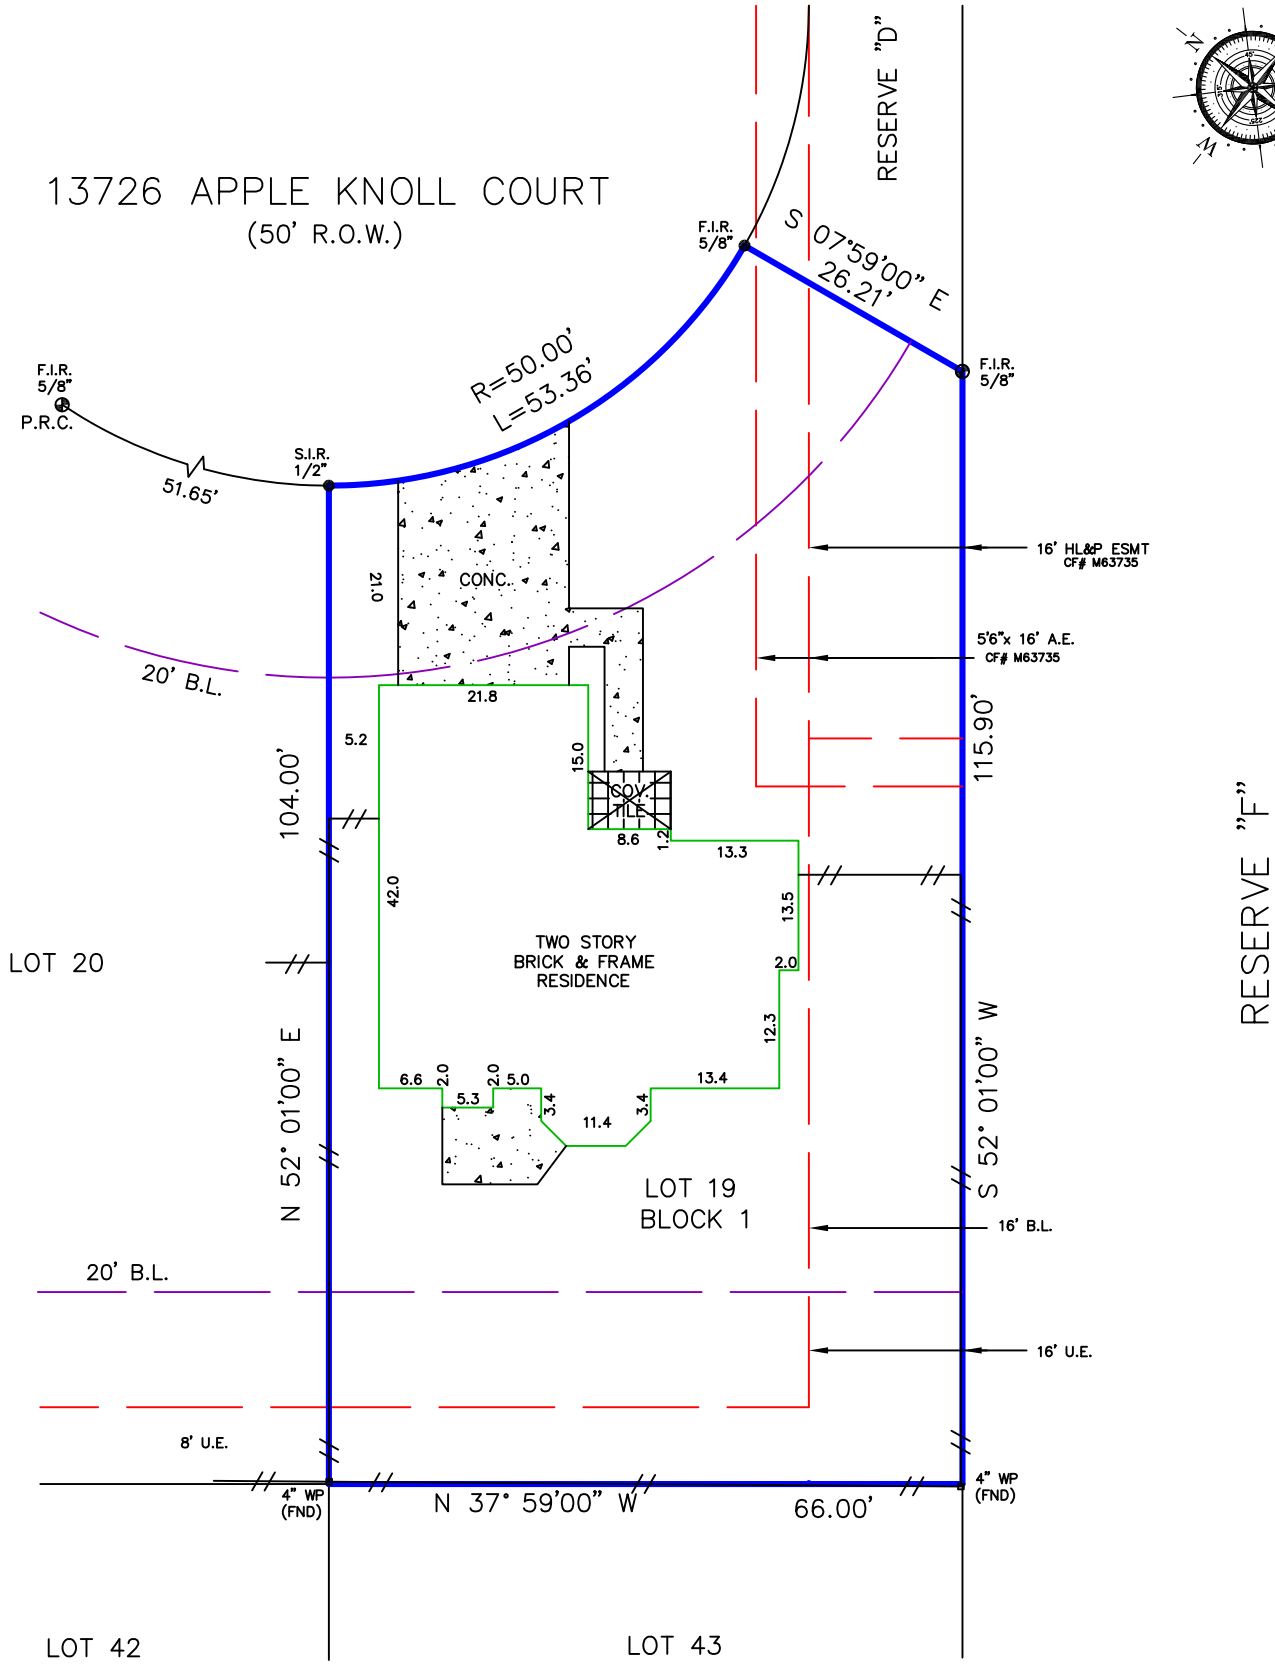 RESERVE "D"
N
W
45°
315°
225°
13726 APPLE KNOLL COURT
(50' R.O.W.)
F.I.R.
5/8"
S 07°59'00" E
26.21'
F.I.R.
5/8"
R=50.00'
L=53.36'
F.I.R.
5/8"
P.R.C.
S.I.R.
1/2"
51.65'
16' HL&P ESMT
CF# M63735
21.0
CONC.
5'6"x 16' A.E.
CF# M63735
20' B.L.
21.8
5.2
15.0
115.90'
104.00'
COV.
TILE
8.6
1.2
13.3
RESERVE "F"
42.0
13.5
TWO STORY
BRICK & FRAME
RESIDENCE
LOT 20
2.0
12.3
N 52° 01'00" E
S 52° 01'00" W
6.6
2.0
5.3
2.0
5.0
3.4
11.4
3.4
13.4
LOT 19
BLOCK 1
16' B.L.
20' B.L.
16' U.E.
8' U.E.
4" WP
(FND)
N 37° 59'00" W
66.00'
4" WP
(FND)
LOT 42
LOT 43